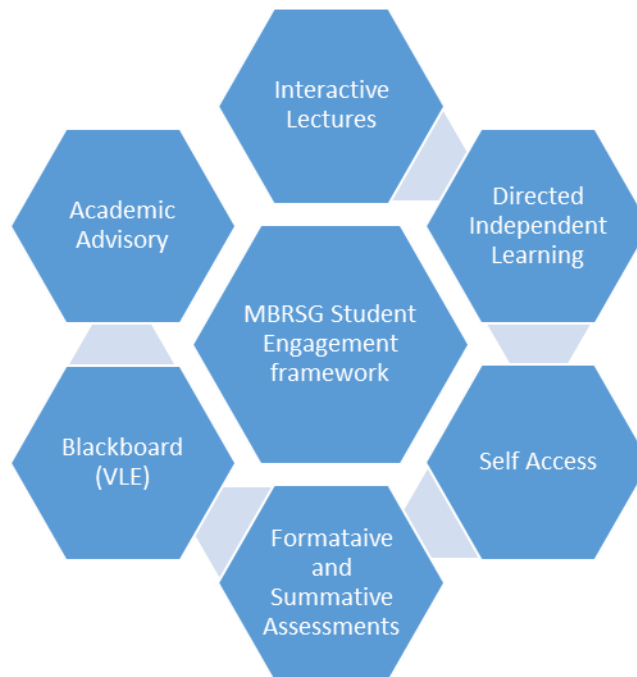 Interactive
Lectures
Directed
Independent
Learning
Academic
Advisory
MBRSG Student
Engagement
framework
Blackboard
(VLE)
Self Access
Formataive
and
Summative
Assessments